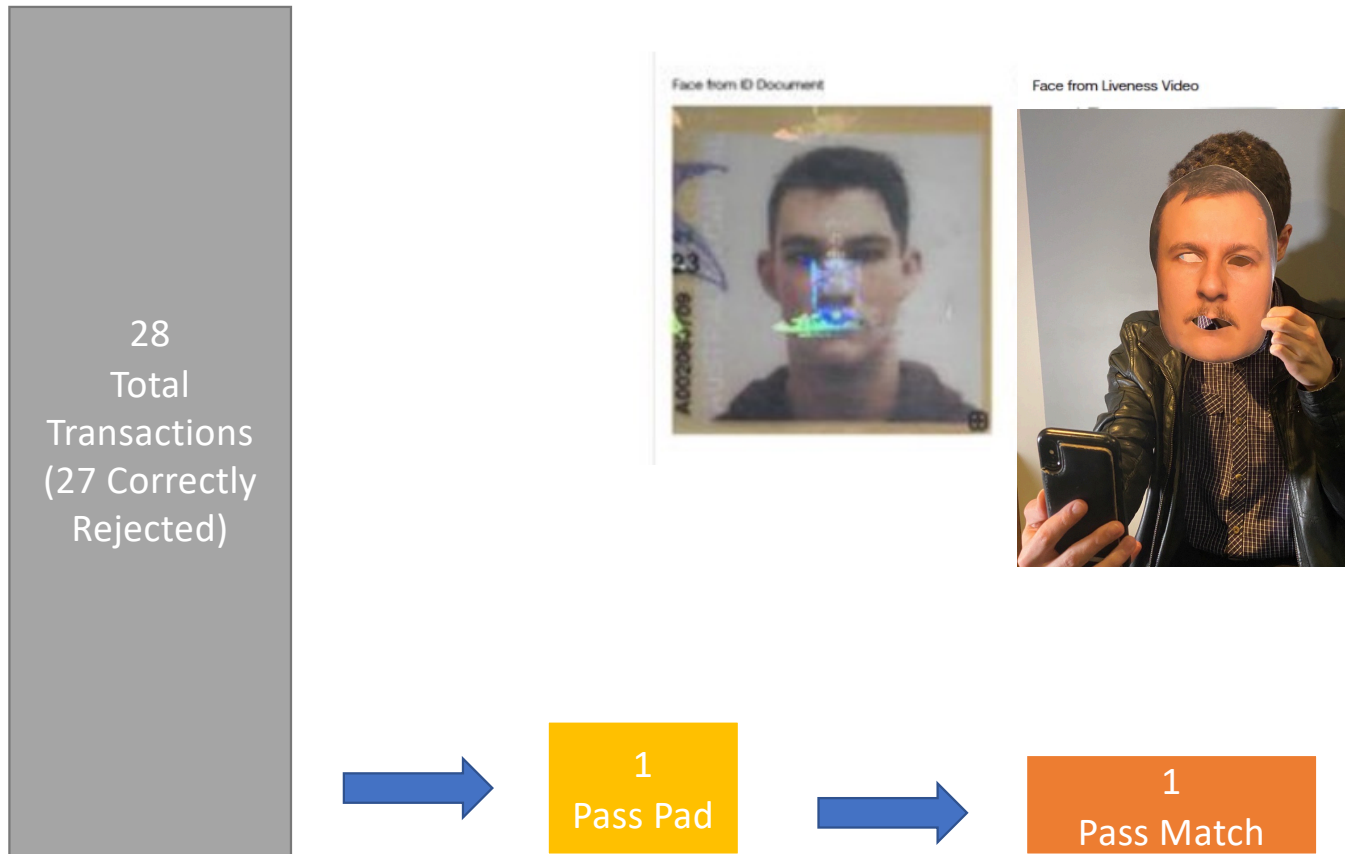 28
Total
Transactions
(27 Correctly
Rejected)
Face from ID Document
Face from Liveness Video
23
1
Pass Pad
1
Pass Match